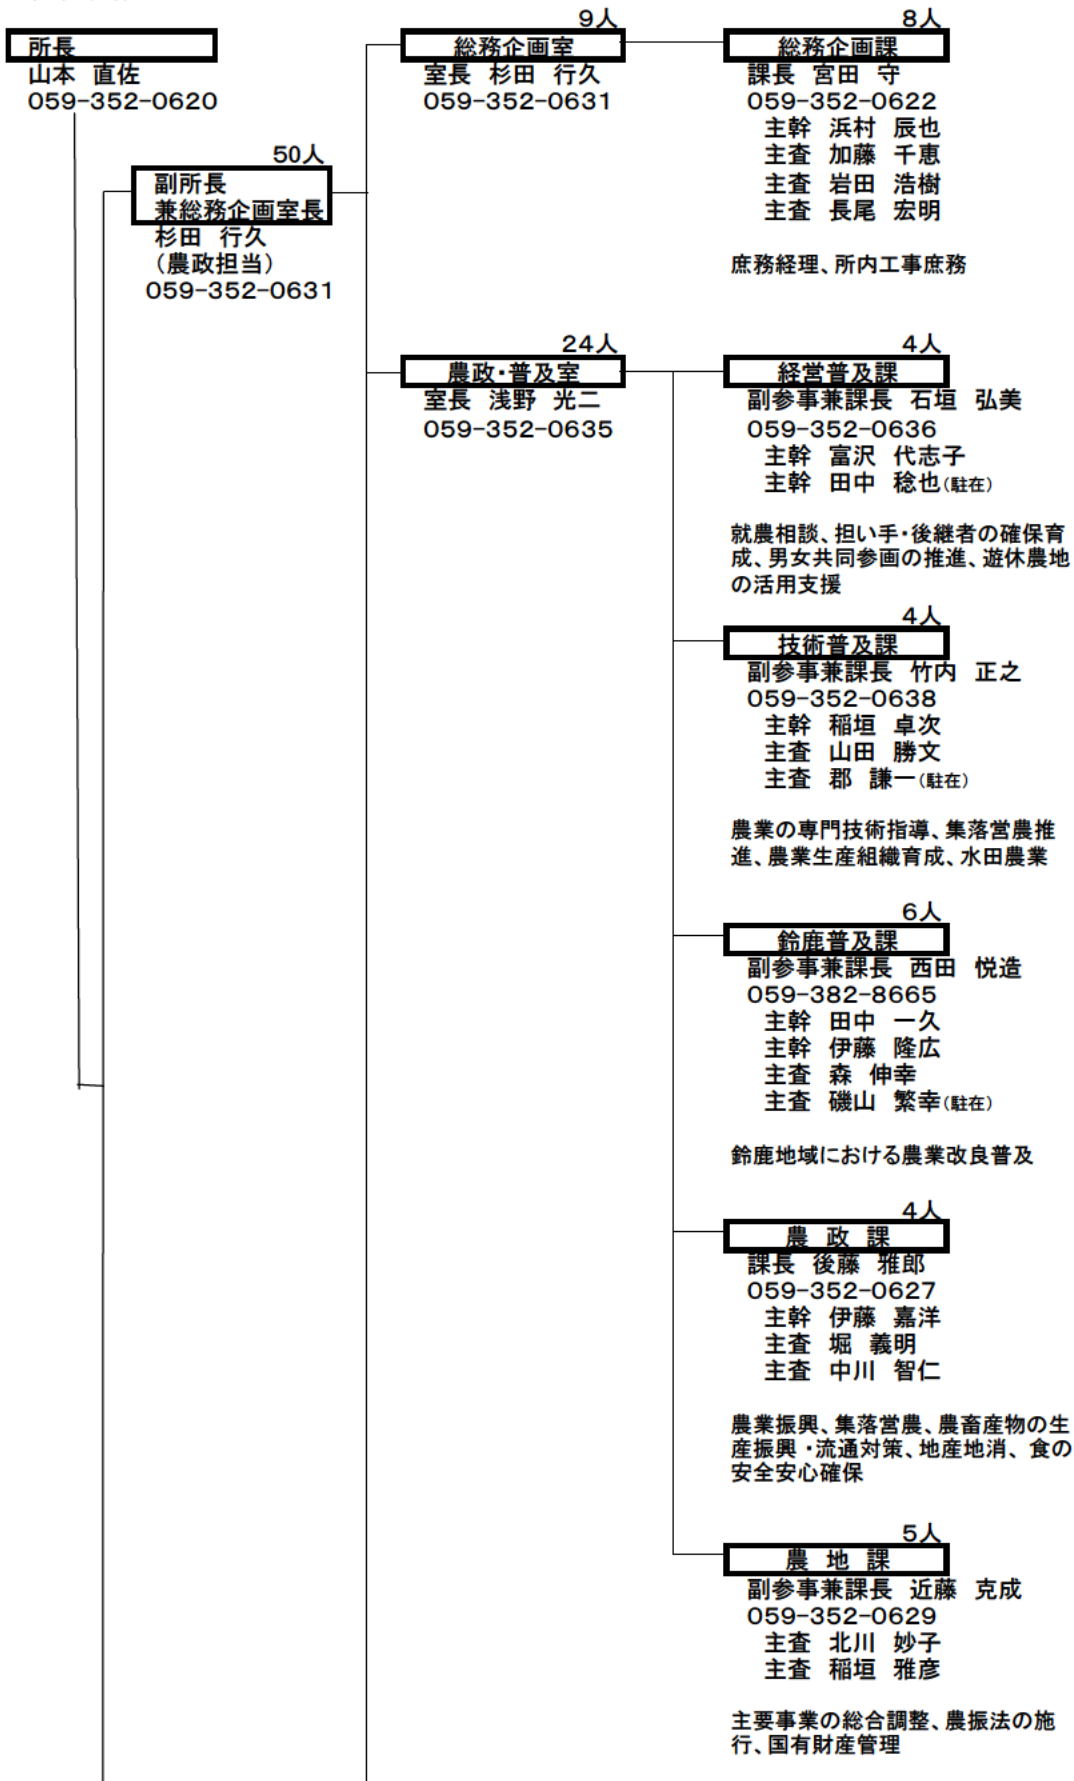 所長
山本 直佐
059-352-0620
50人
副所長
兼総務企画室長
杉田 行久
(農政担当)
059-352-0631
9人
総務企画室
室長 杉田 行久
059-352-0631
8人
総務企画課
課長 宮田 守
059-352-0622
主幹 浜村 辰也
主査 加藤 千恵
主査 岩田 浩樹
主査 長尾 宏明
庶務経理、所内工事庶務
24人
農政・普及室
室長 浅野 光二
059-352-0635
4人
経営普及課
副参事兼課長 石垣 弘美
059-352-0636
主幹 富沢 代志子
主幹 田中 稔也(駐在)
就農相談、担い手・後継者の確保育
成、男女共同参画の推進、遊休農地
の活用支援
4人
技術普及課
副参事兼課長 竹内 正之
059-352-0638
主幹 稲垣 卓次
主査 山田 勝文
主査 郡 謙一(駐在)
農業の専門技術指導、集落営農推
進、農業生産組織育成、水田農業
6人
鈴鹿普及課
副参事兼課長 西田 悦造
059-382-8665
主幹 田中 一久
主幹 伊藤 隆広
主査 森 伸幸
主査 磯山 繁幸(駐在)
鈴鹿地域における農業改良普及
4人
農 政 課
課長 後藤 雅郎
059-352-0627
主幹 伊藤 嘉洋
主査 堀 義明
主査 中川 智仁
農業振興、集落営農、農畜産物の生
産振興・流通対策、地産地消、食の
安全安心確保
5人
農 地 課
副参事兼課長 近藤 克成
059-352-0629
主査 北川 妙子
主査 稲垣 雅彦
主要事業の総合調整、農振法の施
行、国有財産管理